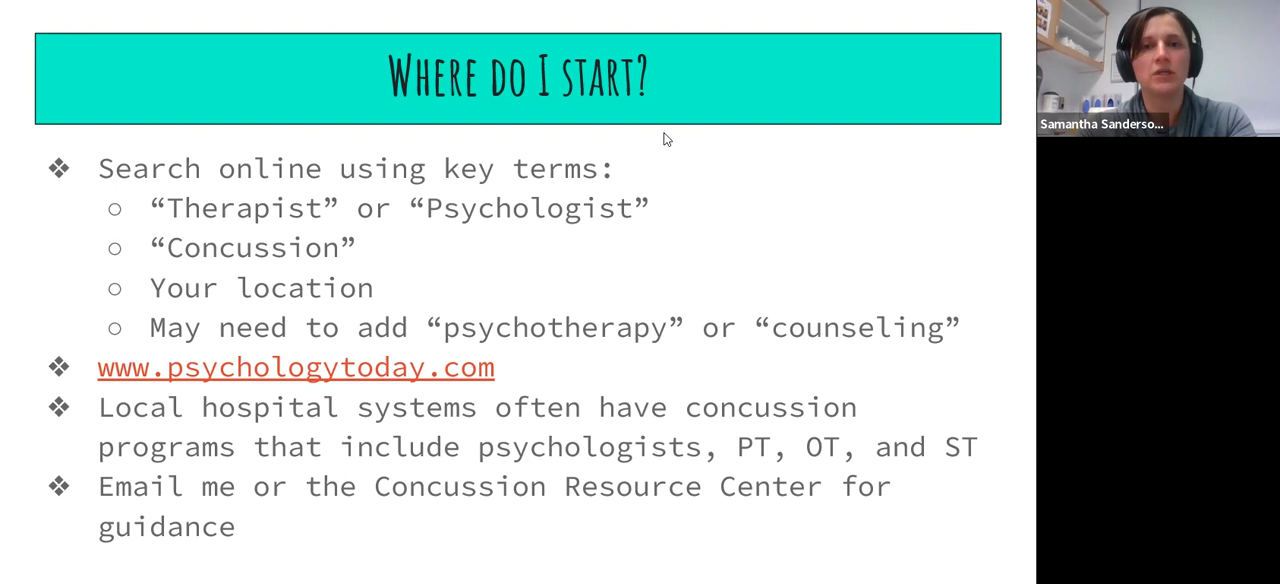 Where do I start?
❖ Search online using key terms:
○ “Therapist” or “Psychologist”
○ “Concussion”
○ Your location
○ May need to add “psychotherapy” or “counseling”
❖ www.psychologytoday.com
❖ Local hospital systems often have concussion
programs that include psychologists, PT, OT, and ST
❖ Email me or the Concussion Resource Center for
guidance
Samantha Sanderso...